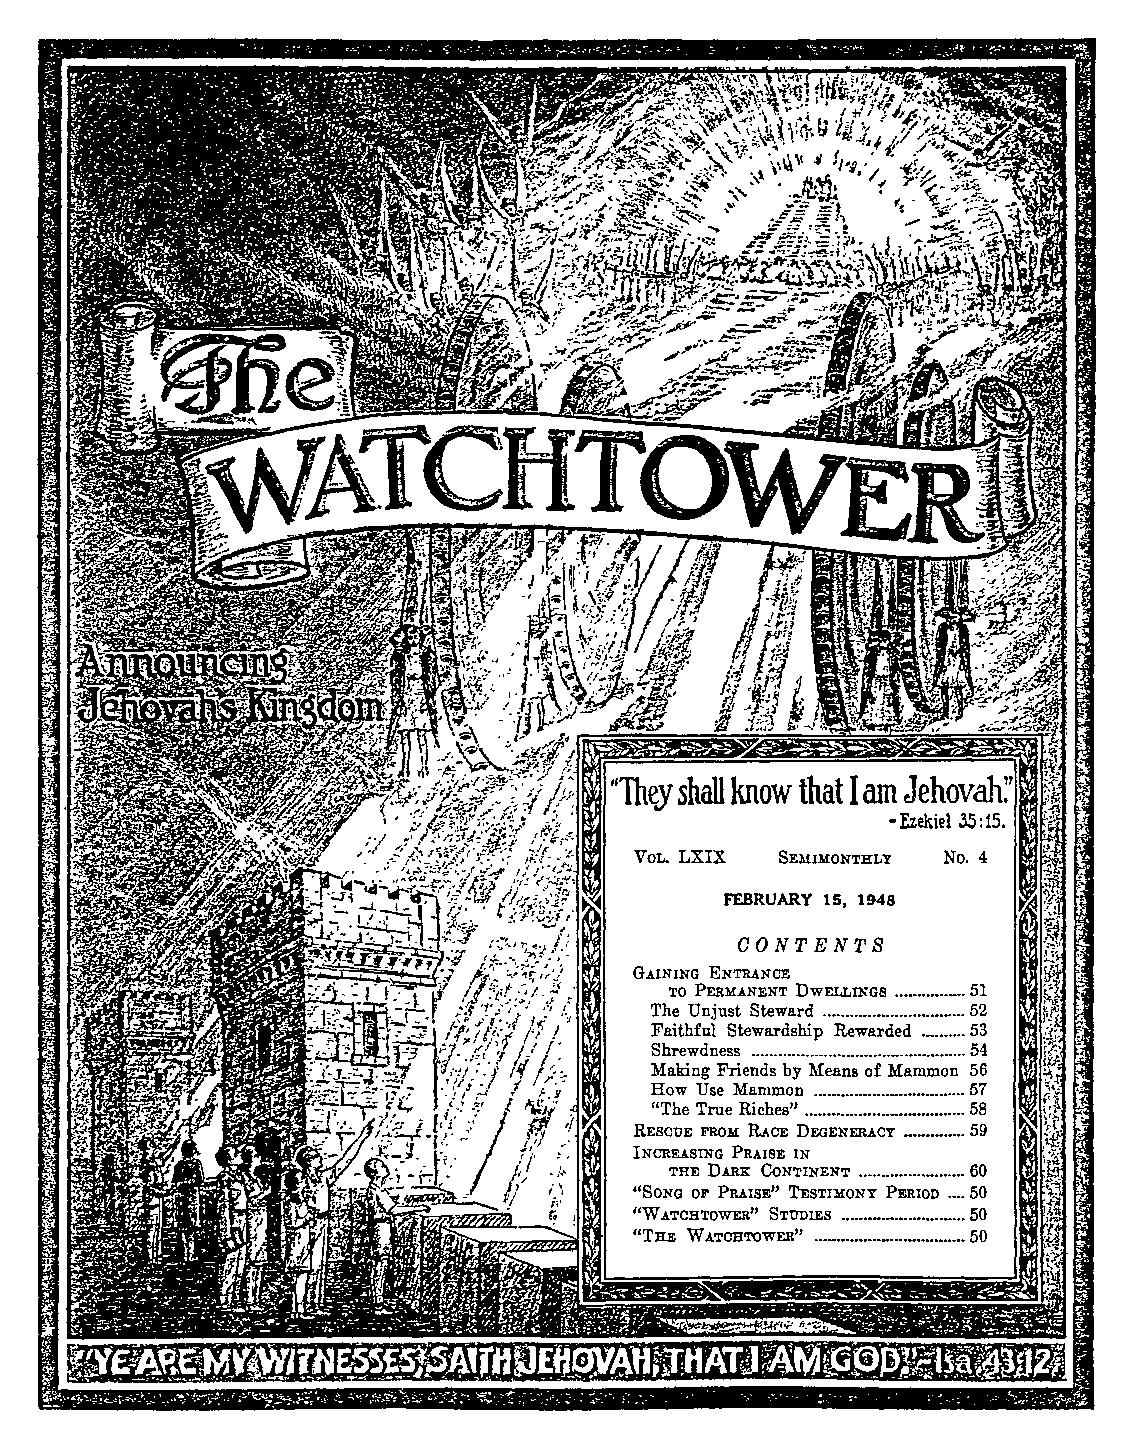 The
WATCHTOWER
Announcing
Jehovah's Kingdom
"They shall know that I am Jehovah."
-Ezekiel 35:15.
VOL. LXIX SEMIMONTHLY NO. 4
FEBRUARY 15, 1948
CONTENTS
GAINING ENTRANCE
TO PERMANENT DWELLINGS ................ 51
The Unjust Steward ............................... 52
Faithful Stewardship Rewarded .......... 53
Shrewdness .............................................. 54
Making Friends by Means of Mammon 56
How Use Mammon ................................. 57
"The True Riches" ................................... 58
RESCUE FROM RACE DEGENERACY .............. 59
INCREASING PRAISE IN
THE DARK CONTINENT ........................ 60
"SONG OF PRAISE" TESTIMONY PERIOD .... 50
"WATCHTOWER" STUDIES ........................... 50
"THE WATCHTOWER" ................................. 50
"YE ARE MY WITNESSES, SAITH JEHOVAH, THAT I AM GOD."-Isa. 43:12